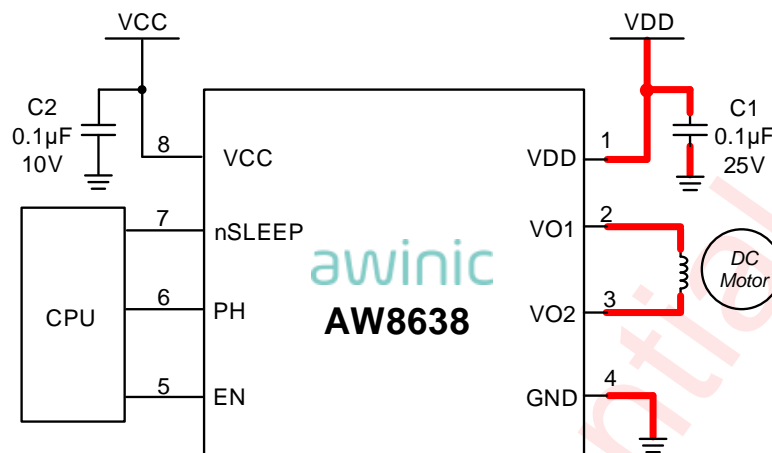 VCC
VDD
C2
0.1µF
10V
C1
0.1µF
25V
8
VCC
VDD
1
7
nSLEEP
VO1
2
awinic
AW8638
DC
Motor
CPU
6
PH
VO2
3
5
EN
GND
4